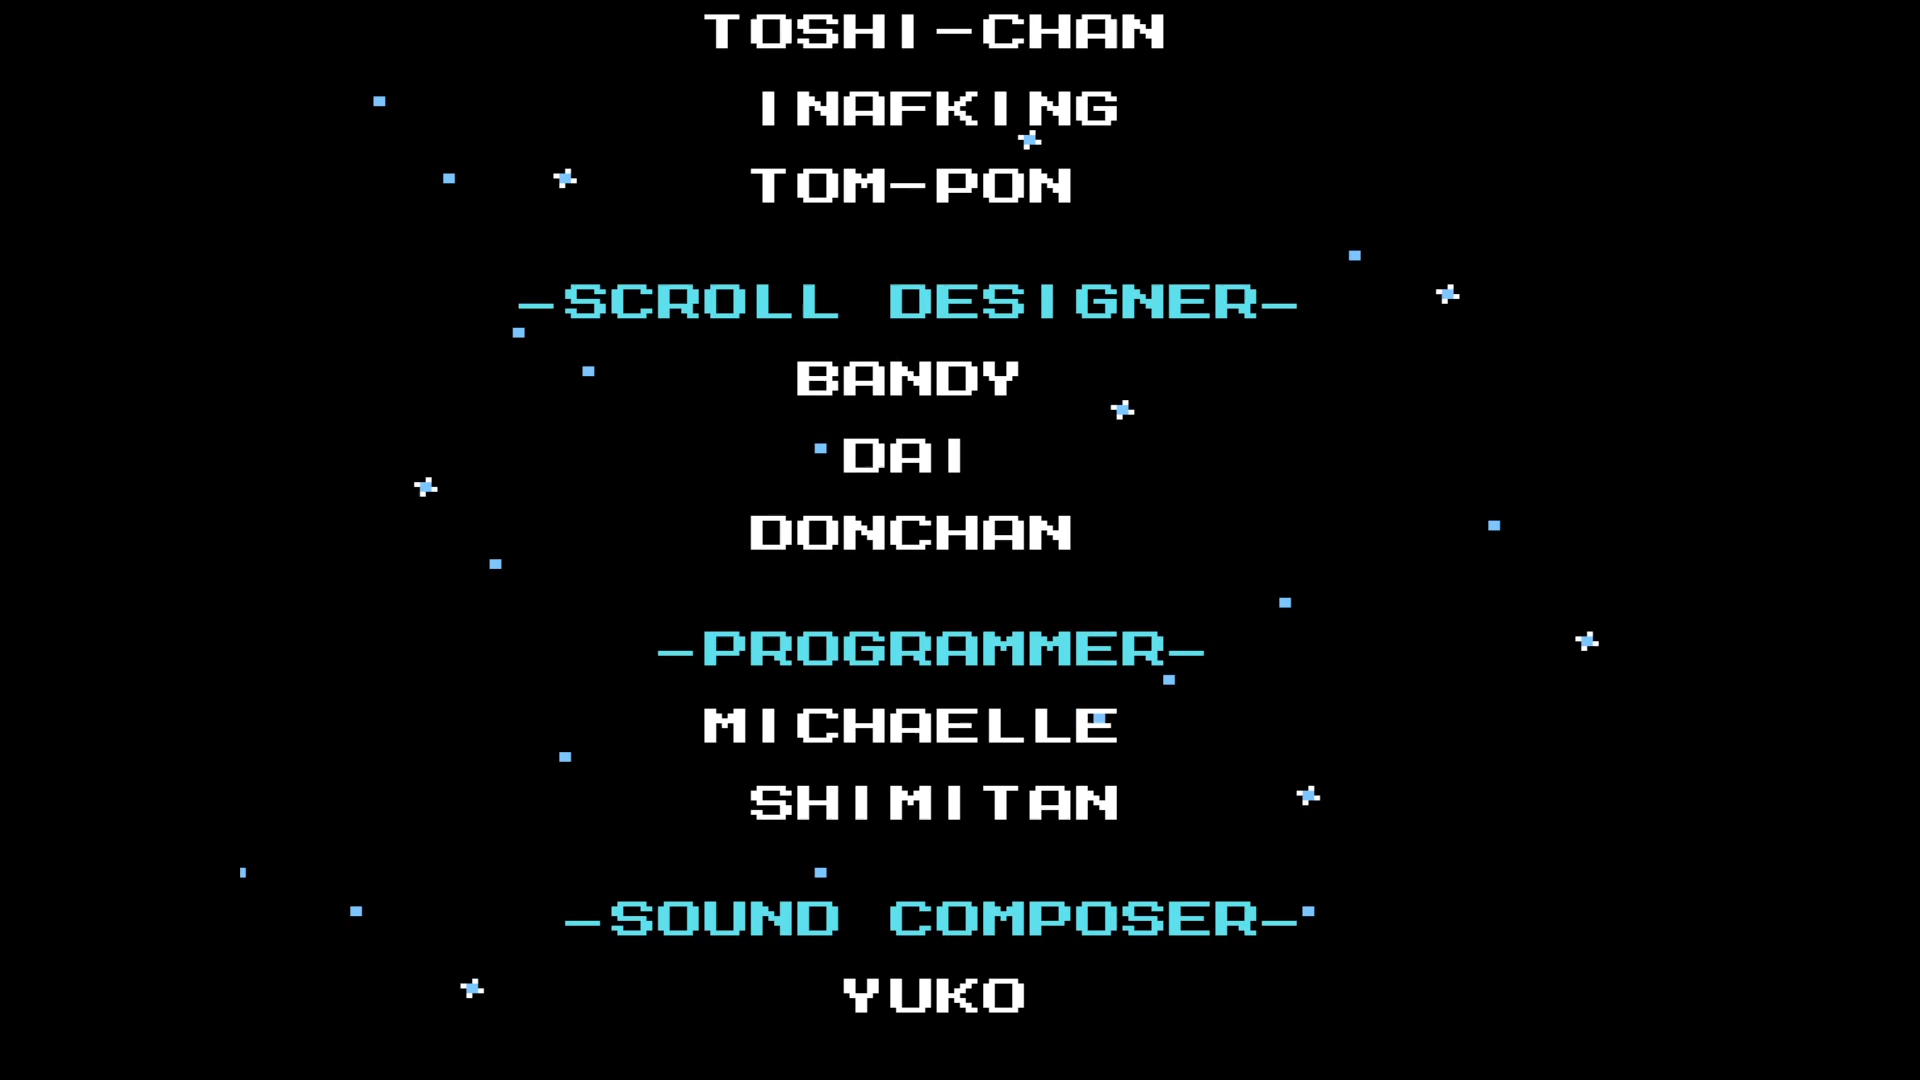 TOSHI-CHAN
INAFKING
TOM-PON
-SCROLL DESIGNER-
BANDY
DAI
DONCHAN
-PROGRAMMER-
MICHAELLE
SHIMITAN
-SOUND COMPOSER-
YUKO